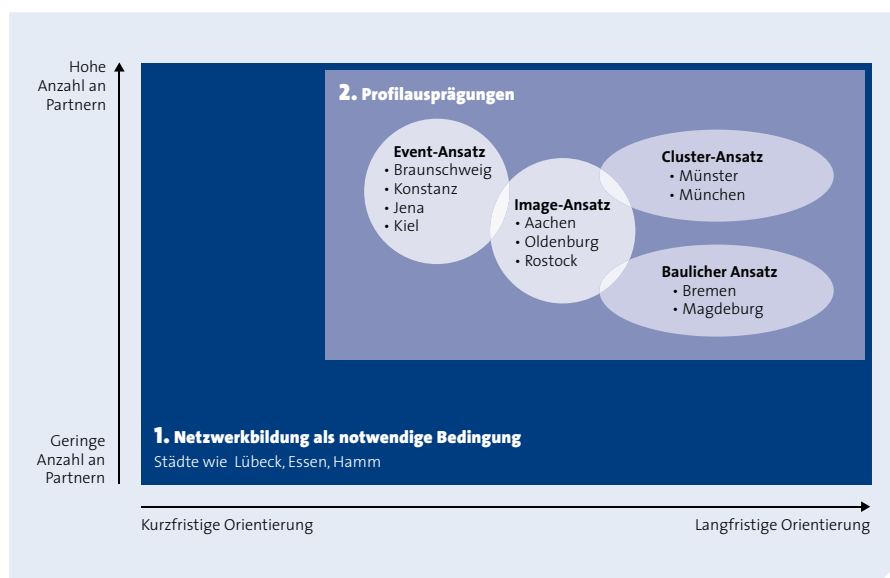 Hohe
Anzahl an
Partnern
2. Profilausprägungen
Event-Ansatz
• Braunschweig
• Konstanz
• Jena
• Kiel
Image-Ansatz
• Aachen
• Oldenburg
• Rostock
Cluster-Ansatz
• Münster
• München
Baulicher Ansatz
• Bremen
• Magdeburg
1. Netzwerkbildung als notwendige Bedingung
Städte wie Lübeck, Essen, Hamm
Geringe
Anzahl an
Partnern
Kurzfristige Orientierung
Langfristige Orientierung